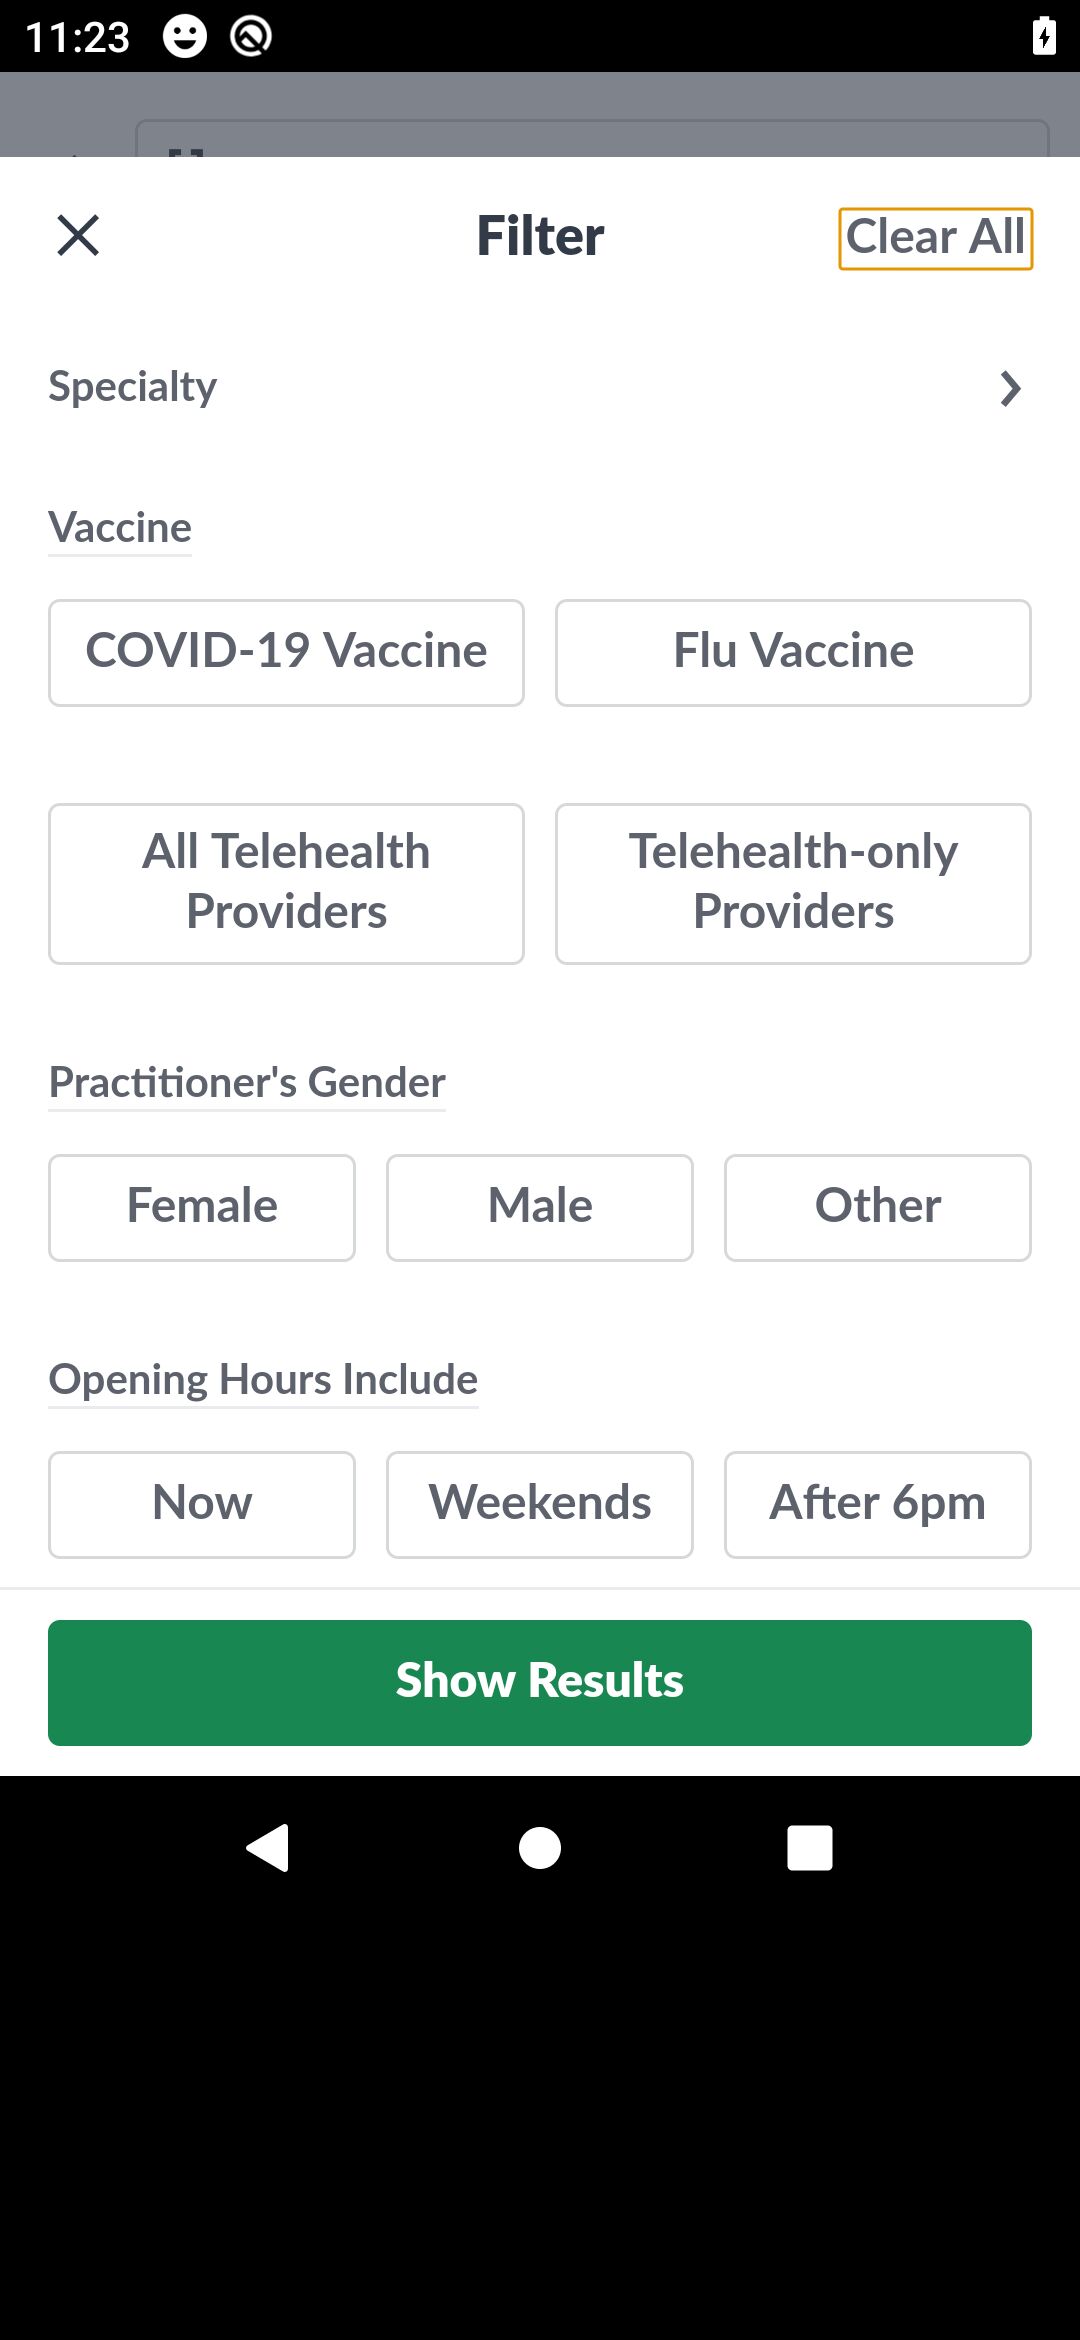 11:23
Filter
Clear All
Specialty
Vaccine
COVID-19 Vaccine
Flu Vaccine
All Telehealth
Providers
Telehealth-only
Providers
Practitioner's Gender
Female
Male
Other
Opening Hours Include
Now
Weekends
After 6pm
Show Results